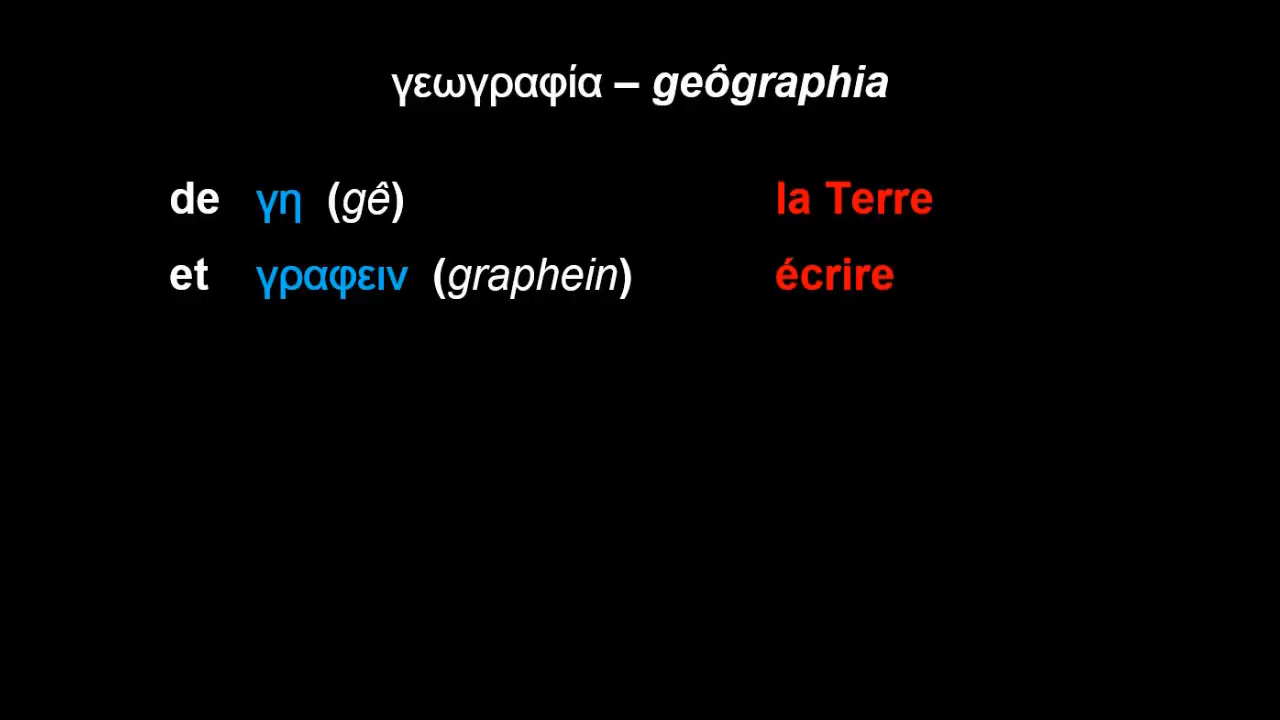 γεωγραφία – geôgraphia
de γη (gê) la Terre
et γραφειν (graphein) écrire